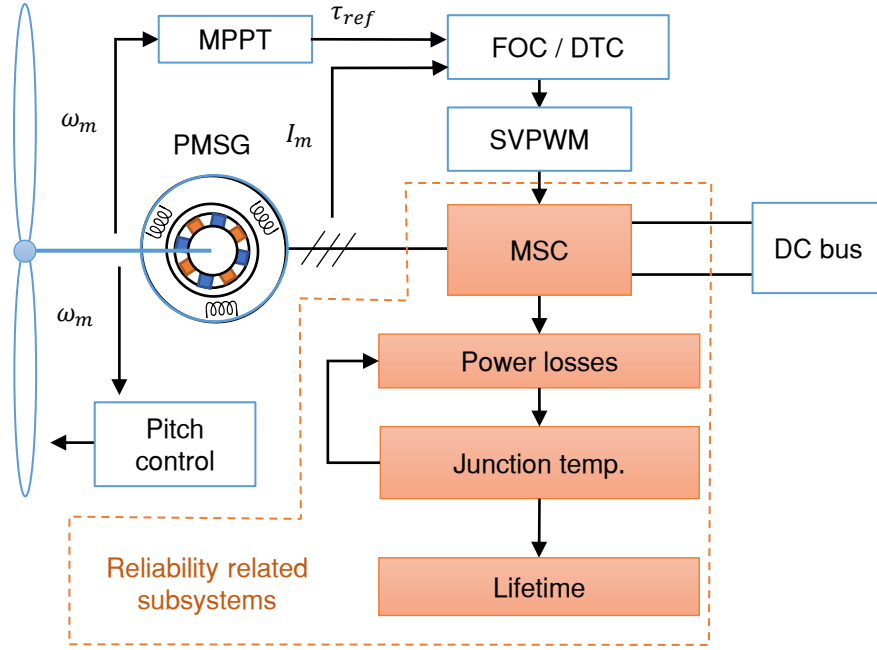 τ_ref
MPPT
FOC / DTC
ω_m
I_m
SVPWM
PMSG
MSC
DC bus
ω_m
Power losses
Pitch
control
Junction temp.
Reliability related
subsystems
Lifetime